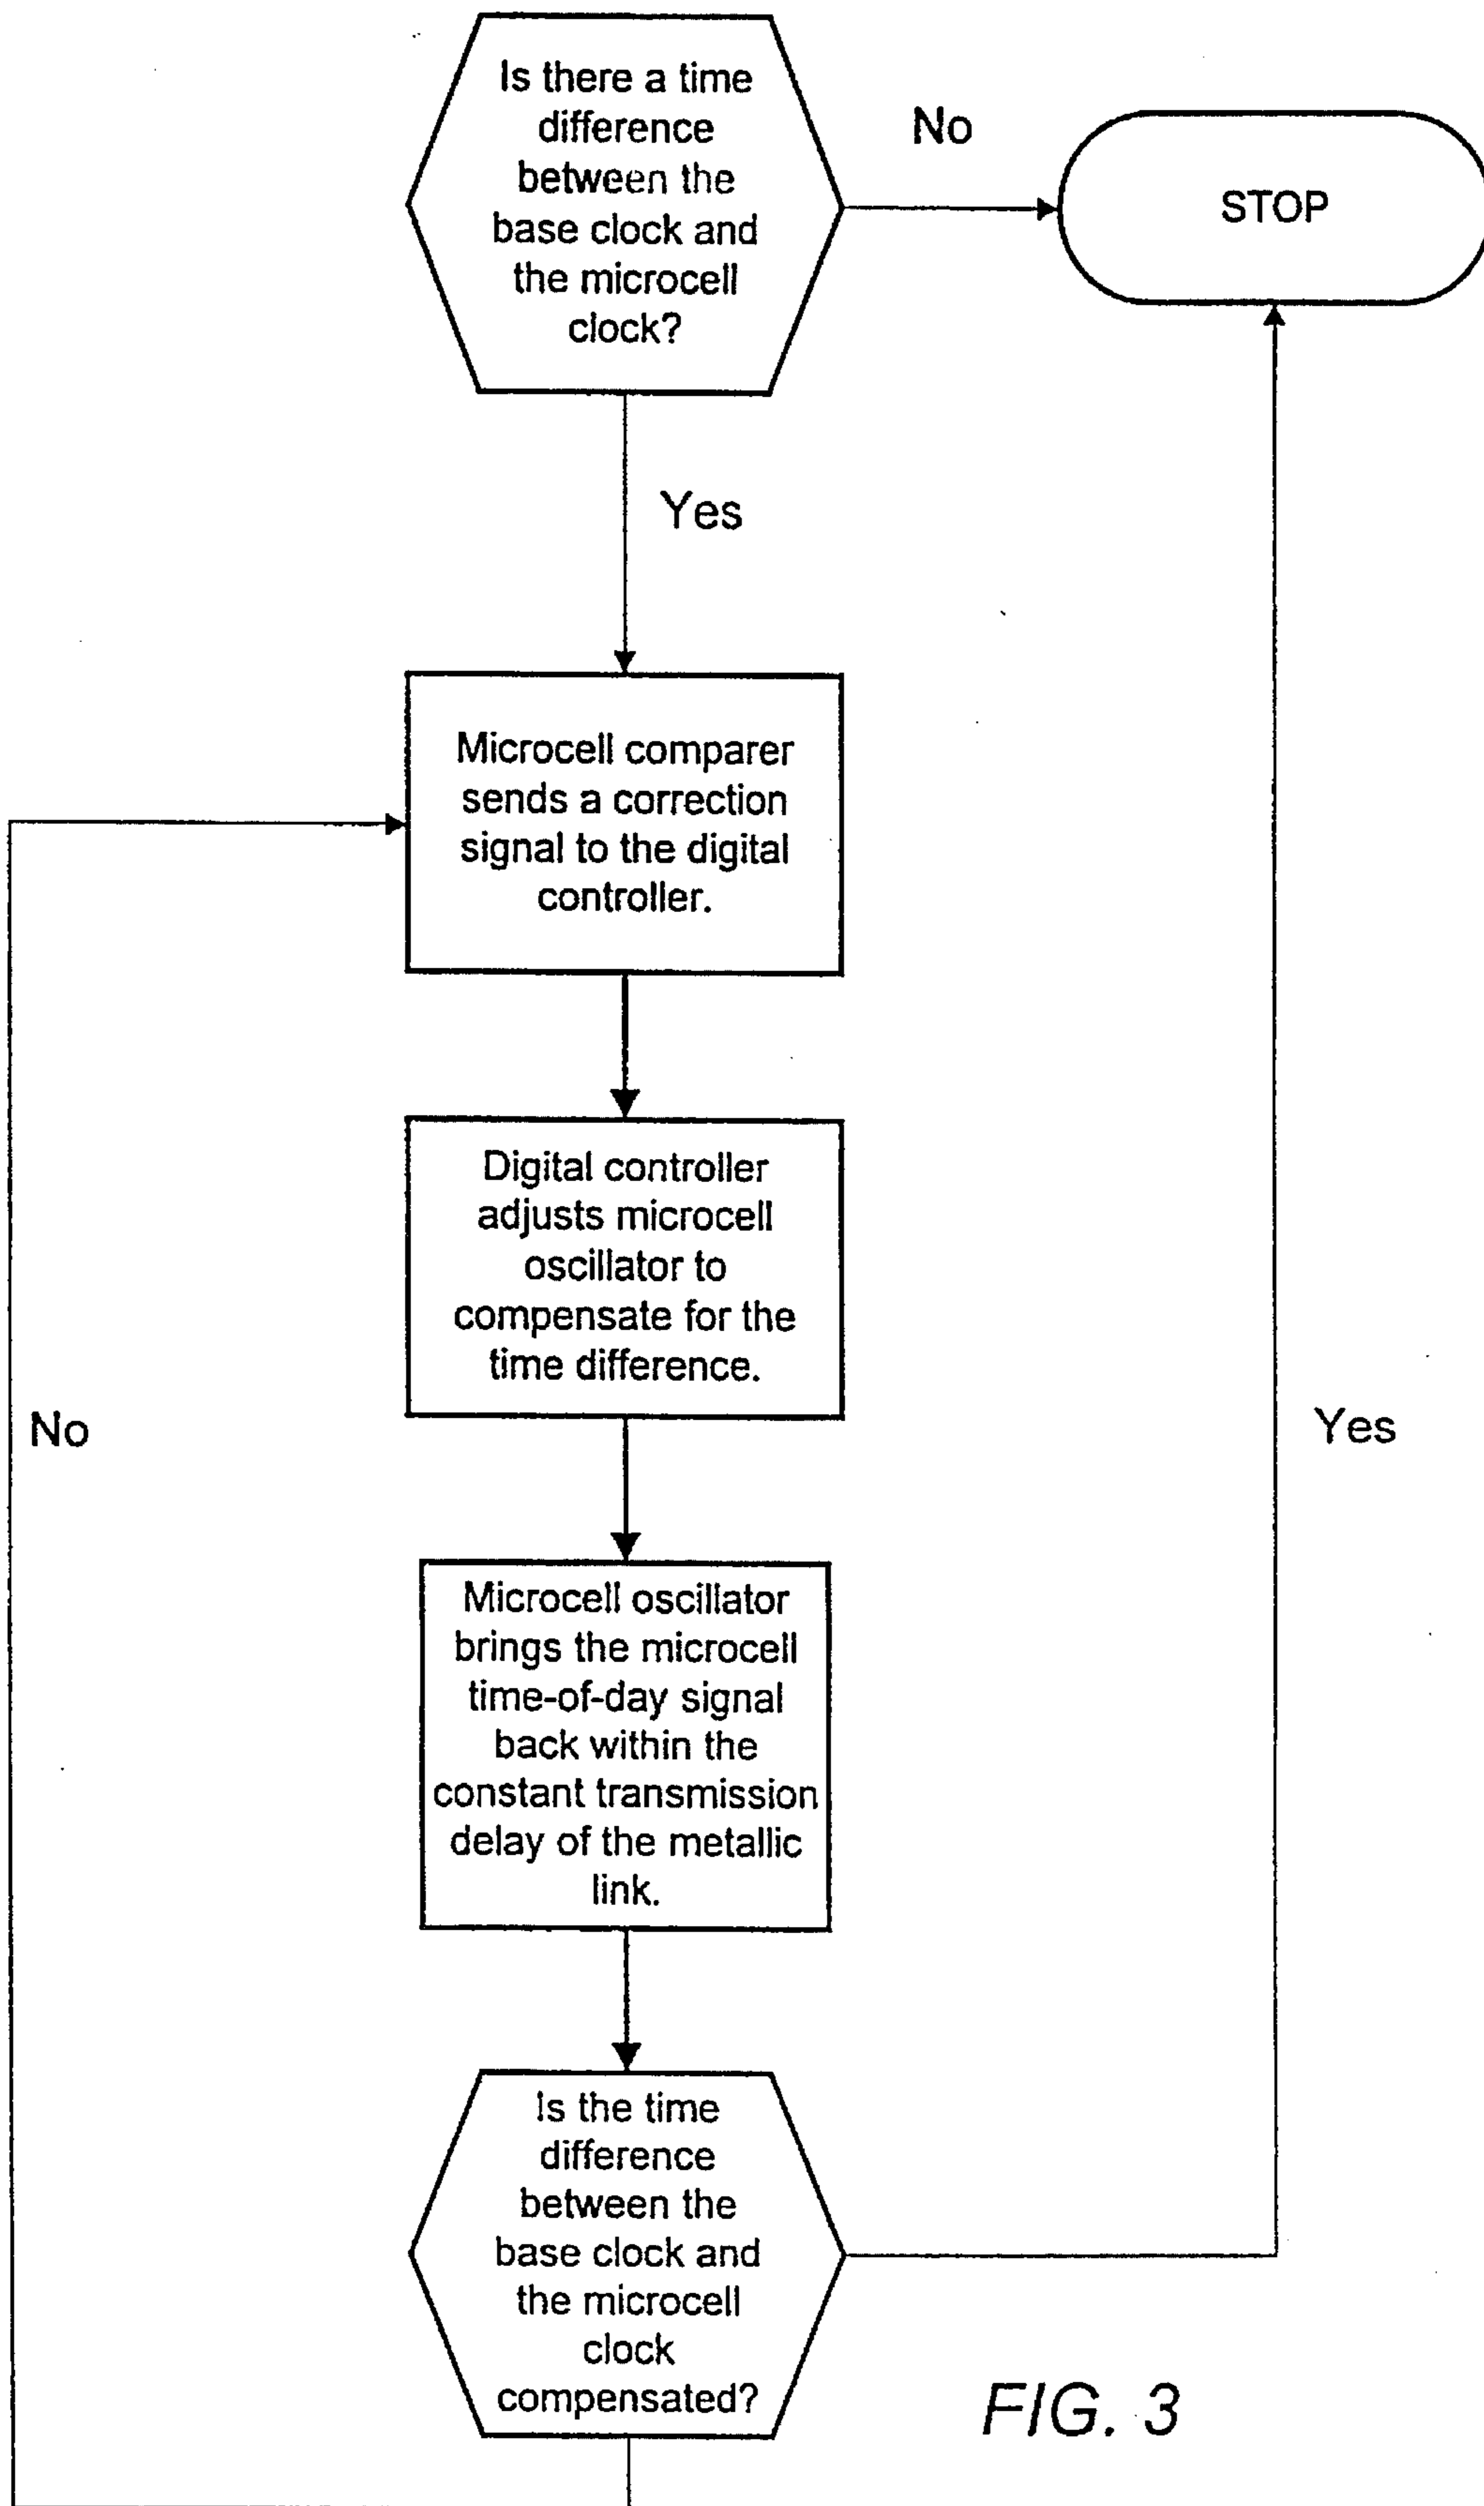 Is there a time
difference
between the
base clock and
the microcell
clock?
No
STOP
Yes
Microcell comparer
sends a correction
signal to the digital
controller.
Digital controller
adjusts microcell
oscillator to
compensate for the
time difference.
No
Yes
Microcell oscillator
brings the microcell
time-of-day signal
back within the
constant transmission
delay of the metallic
link.
Is the time
difference
between the
base clock and
the microcell
clock
compensated?
FIG. 3